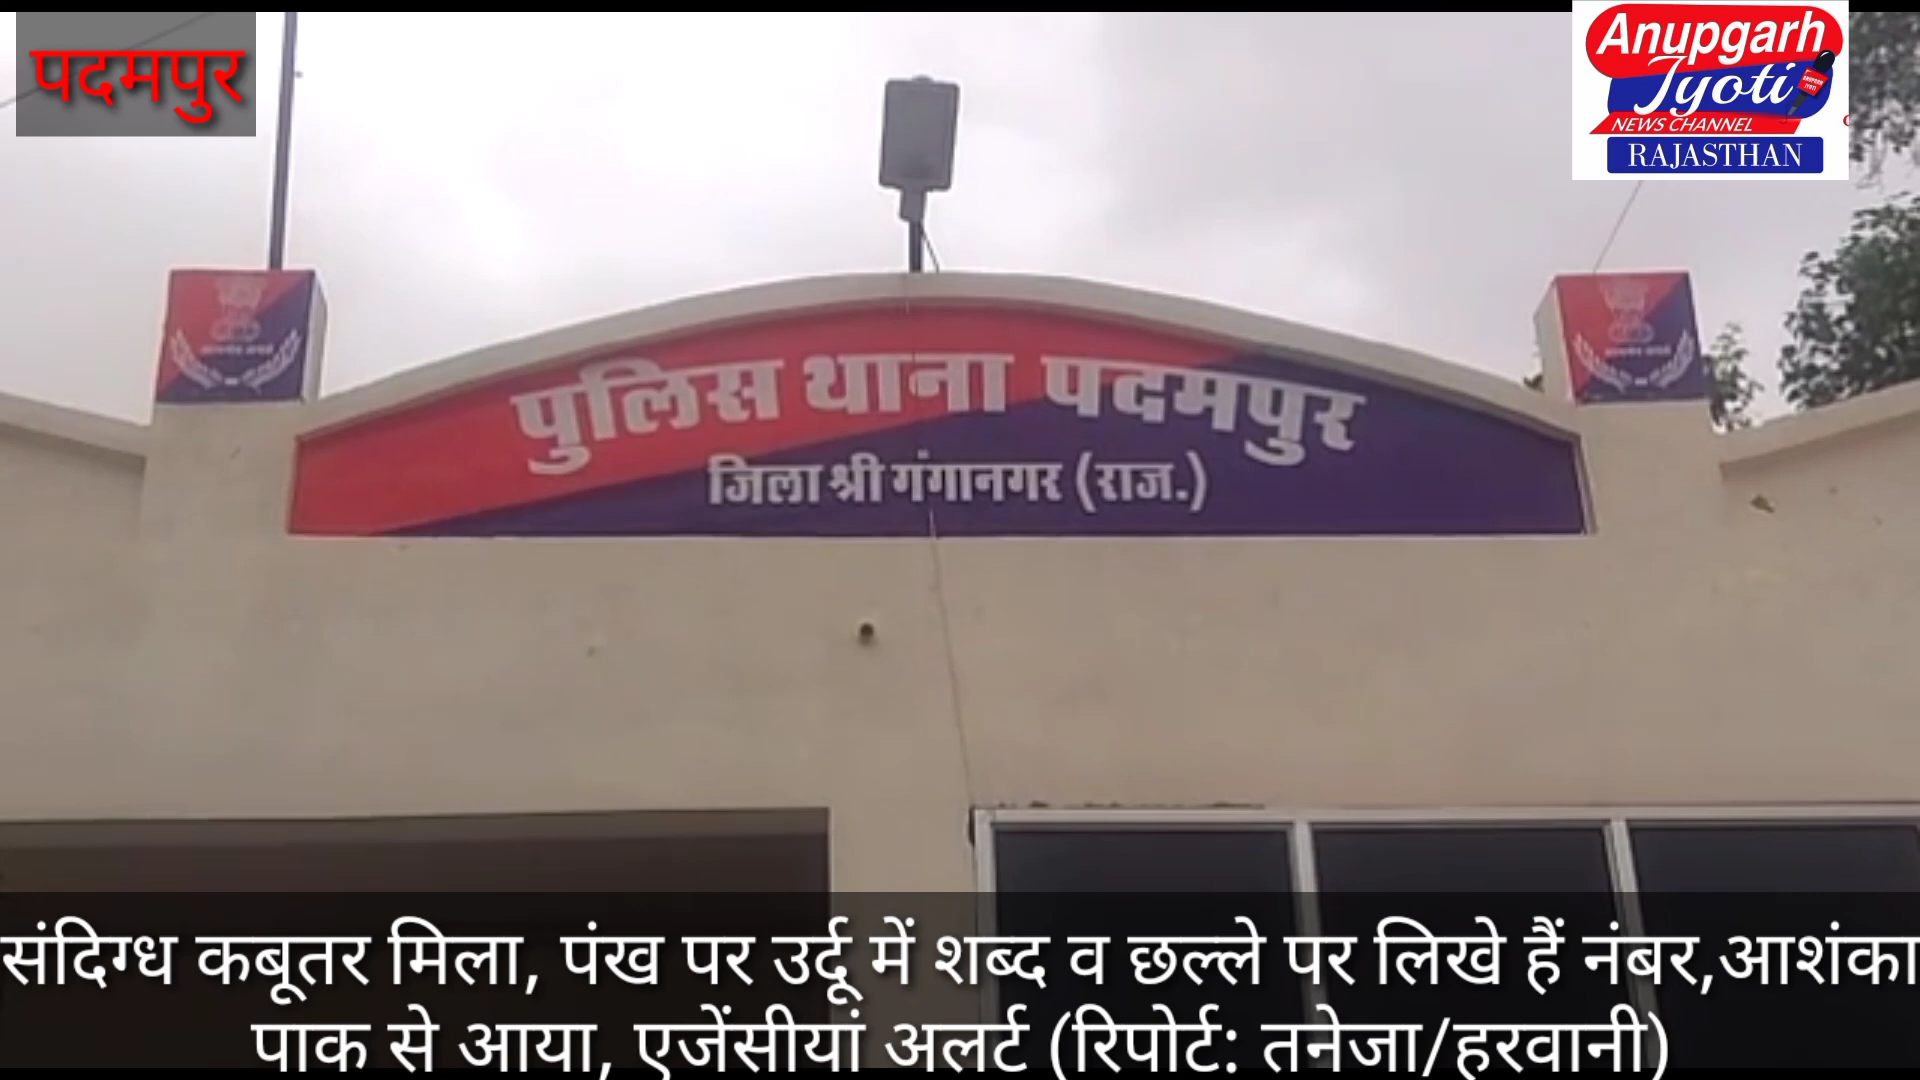 पदमपुर
Anupgarh
Jyoti
NEWS CHANNEL
RAJASTHAN
पुलिस थाना पदमपुर
जिला श्री गंगानगर (राज.)
संदिग्ध कबूतर मिला, पंख पर उर्दू में शब्द व छल्ले पर लिखे हैं नंबर,आशंका
पाक से आया, एजेंसीयां अलर्ट (रिपोर्ट: तनेजा/हरवानी)